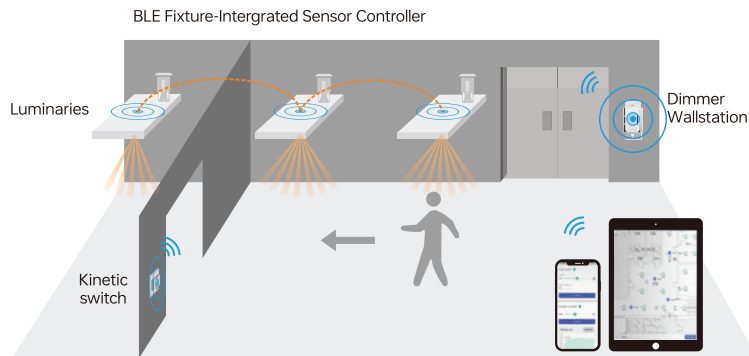 BLE Fixture-Intergrated Sensor Controller
Luminaries
Dimmer
Wallstation
Kinetic
switch